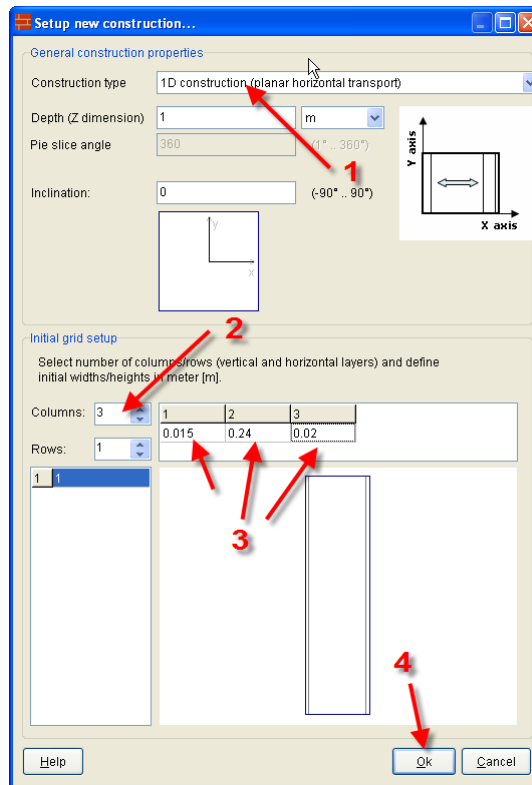 Setup new construction...
General construction properties
Construction type 1D construction (planar horizontal transport)
Depth (Z dimension) 1 m
Pie slice angle 360 (1° .. 360°)
1
Inclination: 0 (-90° .. 90°)
Y axis
X axis
y
x
2
Initial grid setup
Select number of columns/rows (vertical and horizontal layers) and define
initial widths/heights in meter [m].
Columns: 3 1 2 3
0.015 0.24 0.02
Rows: 1
1 1
3
4
Help Ok Cancel